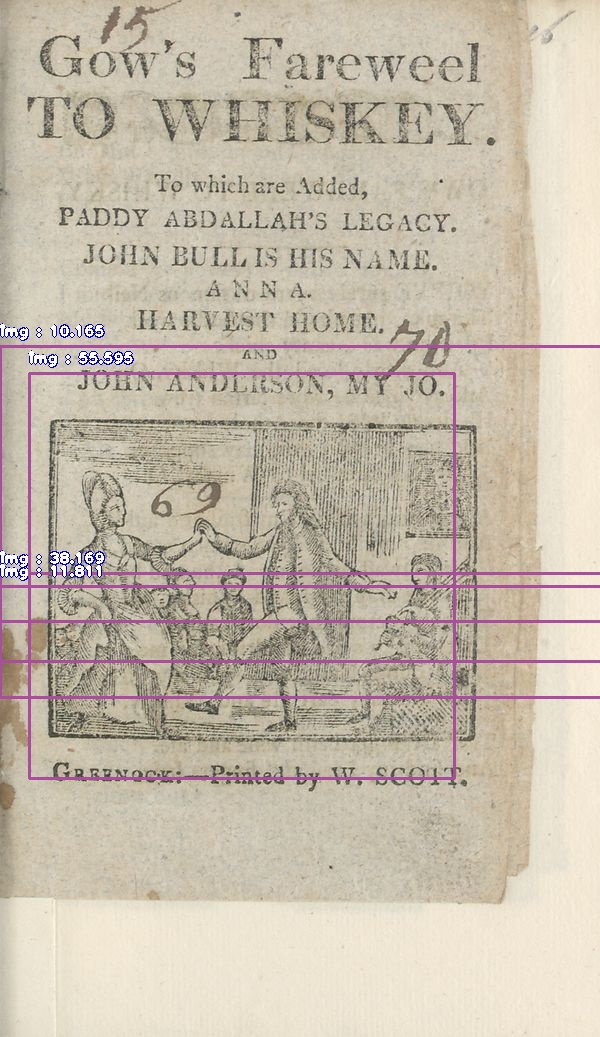 15
26
Gow's Fareweel
TO WHISKEY.
To which are Added,
PADDY ABDALLAH'S LEGACY.
JOHN BULL IS HIS NAME.
ANNA.
HARVEST HOME.
img : 10.165
AND
70
img : 55.595
JOHN ANDERSON, MY JO.
69
img : 38.169
img : 11.811
GREENOCK:—Printed by W. SCOTT.